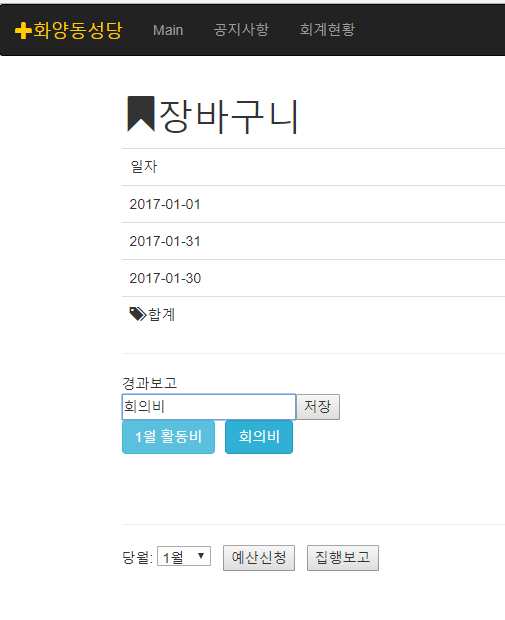 화양동성당 Main 공지사항 회계현황
장바구니
일자
2017-01-01
2017-01-31
2017-01-30
합계
경과보고
회의비 저장
1월 활동비 회의비
당월: 1월 예산신청 집행보고